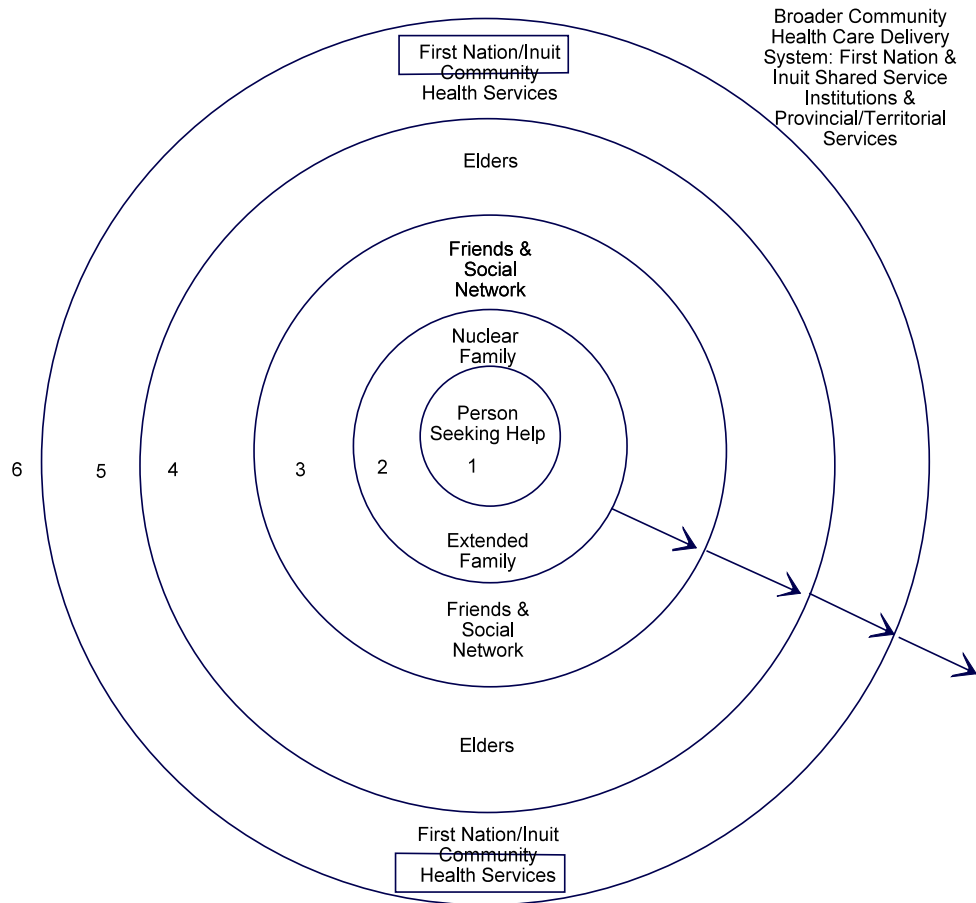 Broader Community
Health Care Delivery
System: First Nation &
Inuit Shared Service
Institutions &
Provincial/Territorial
Services
First Nation/Inuit
Community
Health Services
Elders
Friends &
Social
Network
Nuclear
Family
Person
Seeking Help
6 5 4 3 2 1
Extended
Family
Friends &
Social
Network
Elders
First Nation/Inuit
Community
Health Services